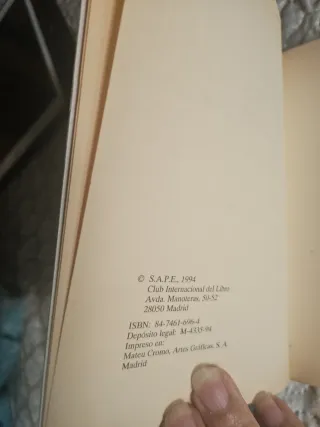 © S.A.P.E., 1994
Club Internacional del Libro
Avda. Manoteras, 50-52
28050 Madrid
ISBN: 84-7461-696-4
Depósito legal: M-4335-94
Impreso en:
Mateu Cromo, Artes Gráficas, S. A.
Madrid